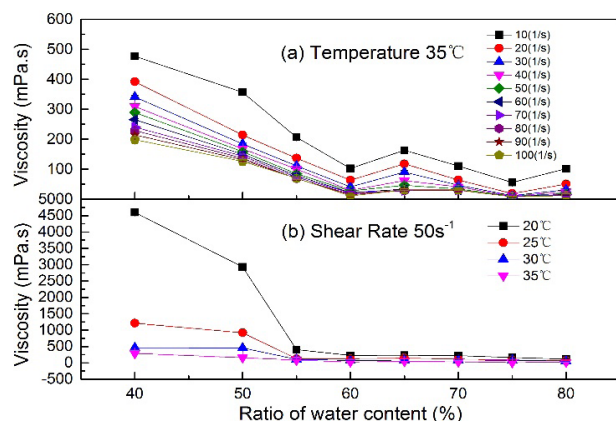 600
500
400
300
200
100
5000
4500
4000
3500
3000
2500
2000
1500
1000
500
0
-500
Viscosity (mPa.s)
Viscosity (mPa.s)
(a) Temperature 35℃
10(1/s)
20(1/s)
30(1/s)
40(1/s)
50(1/s)
60(1/s)
70(1/s)
80(1/s)
90(1/s)
100(1/s)
(b) Shear Rate 50s⁻¹
20℃
25℃
30℃
35℃
40 50 60 70 80
Ratio of water content (%)